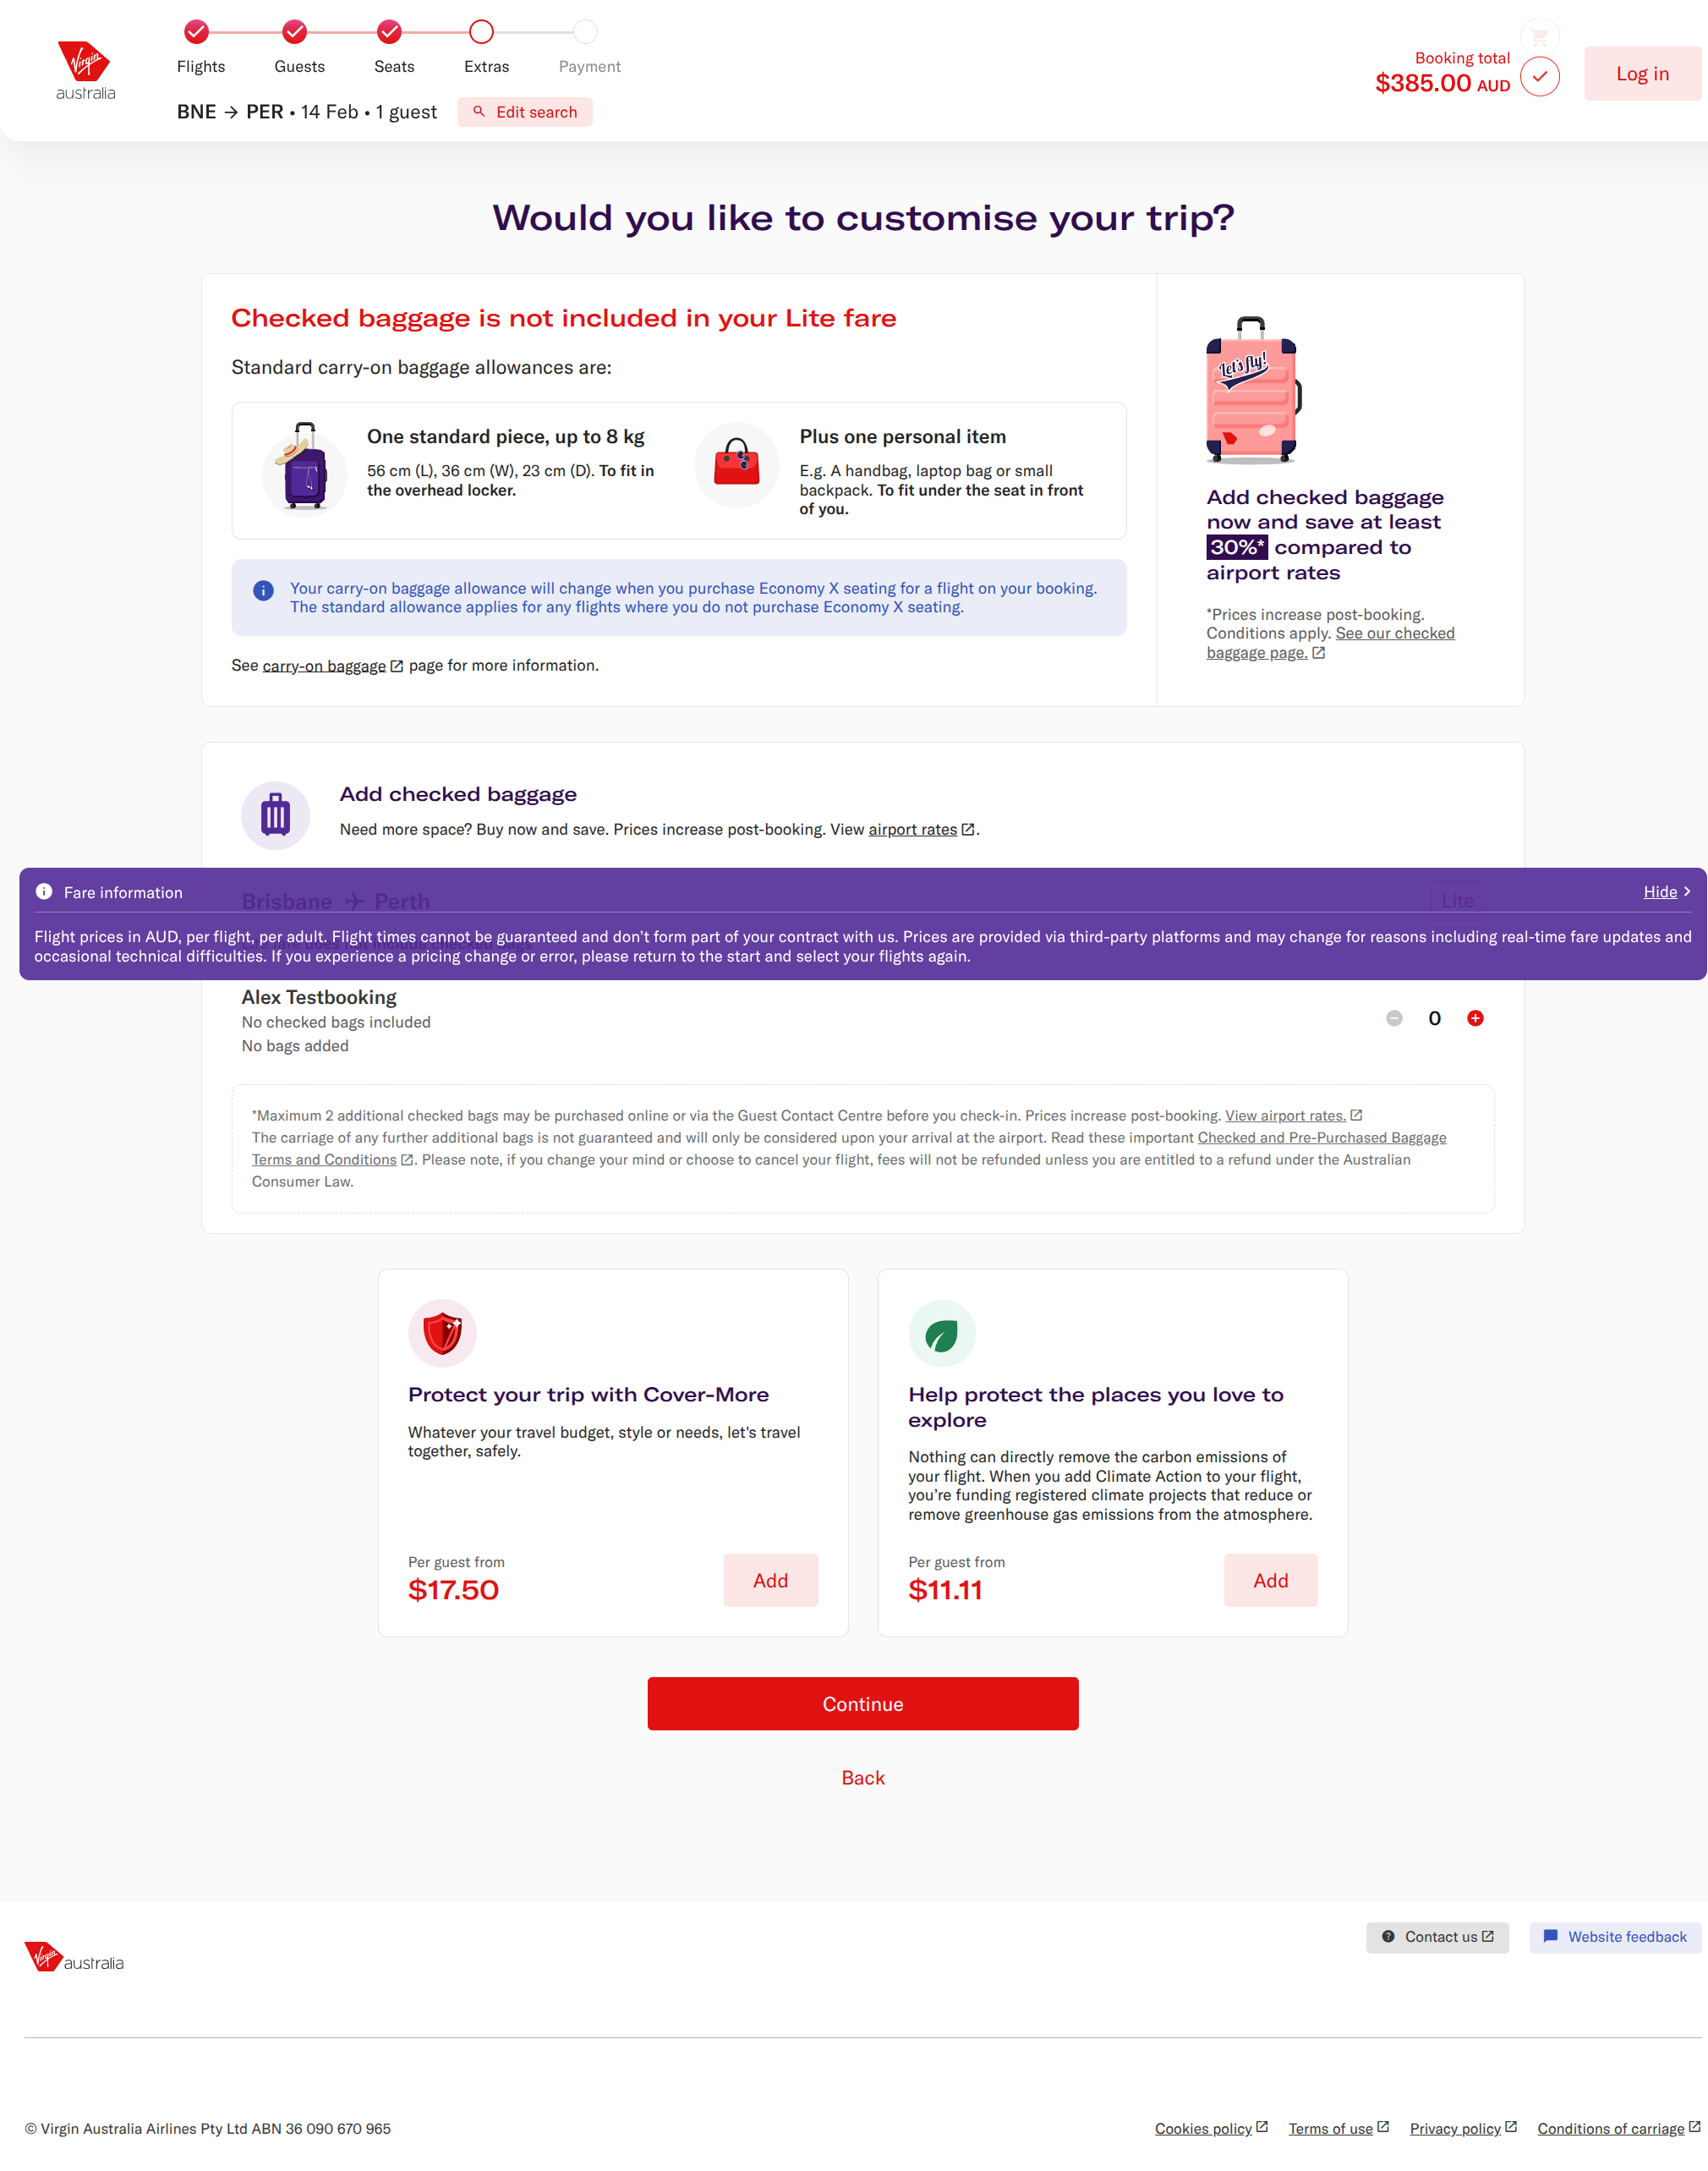 Virgin
australia
Flights
Guests
Seats
Extras
Payment
BNE → PER • 14 Feb • 1 guest
Edit search
Booking total
$385.00 AUD
Log in
Would you like to customise your trip?
Checked baggage is not included in your Lite fare
Standard carry-on baggage allowances are:
One standard piece, up to 8 kg
56 cm (L), 36 cm (W), 23 cm (D). To fit in
the overhead locker.
Plus one personal item
E.g. A handbag, laptop bag or small
backpack. To fit under the seat in front
of you.
Your carry-on baggage allowance will change when you purchase Economy X seating for a flight on your booking.
The standard allowance applies for any flights where you do not purchase Economy X seating.
See carry-on baggage page for more information.
Let's fly!
Add checked baggage
now and save at least
30%* compared to
airport rates
*Prices increase post-booking.
Conditions apply. See our checked
baggage page.
Add checked baggage
Need more space? Buy now and save. Prices increase post-booking. View airport rates.
Fare information
Hide
Brisbane Perth
Lite
Flight prices in AUD, per flight, per adult. Flight times cannot be guaranteed and don't form part of your contract with us. Prices are provided via third-party platforms and may change for reasons including real-time fare updates and
occasional technical difficulties. If you experience a pricing change or error, please return to the start and select your flights again.
Alex Testbooking
No checked bags included
No bags added
0
*Maximum 2 additional checked bags may be purchased online or via the Guest Contact Centre before you check-in. Prices increase post-booking. View airport rates.
The carriage of any further additional bags is not guaranteed and will only be considered upon your arrival at the airport. Read these important Checked and Pre-Purchased Baggage
Terms and Conditions. Please note, if you change your mind or choose to cancel your flight, fees will not be refunded unless you are entitled to a refund under the Australian
Consumer Law.
Protect your trip with Cover-More
Whatever your travel budget, style or needs, let's travel
together, safely.
Per guest from
$17.50
Add
Help protect the places you love to
explore
Nothing can directly remove the carbon emissions of
your flight. When you add Climate Action to your flight,
you're funding registered climate projects that reduce or
remove greenhouse gas emissions from the atmosphere.
Per guest from
$11.11
Add
Continue
Back
Virgin australia
Contact us
Website feedback
© Virgin Australia Airlines Pty Ltd ABN 36 090 670 965
Cookies policy
Terms of use
Privacy policy
Conditions of carriage